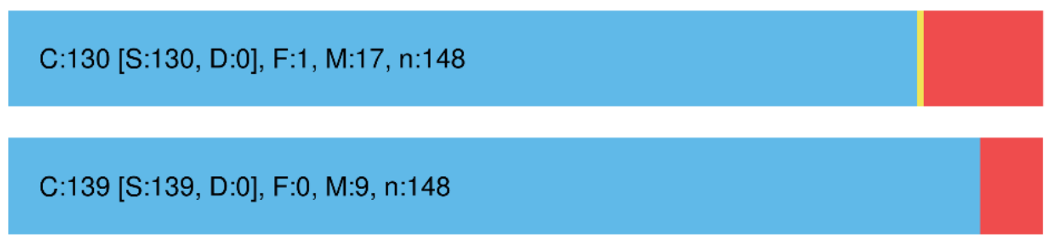 C:130 [S:130, D:0], F:1, M:17, n:148
C:139 [S:139, D:0], F:0, M:9, n:148